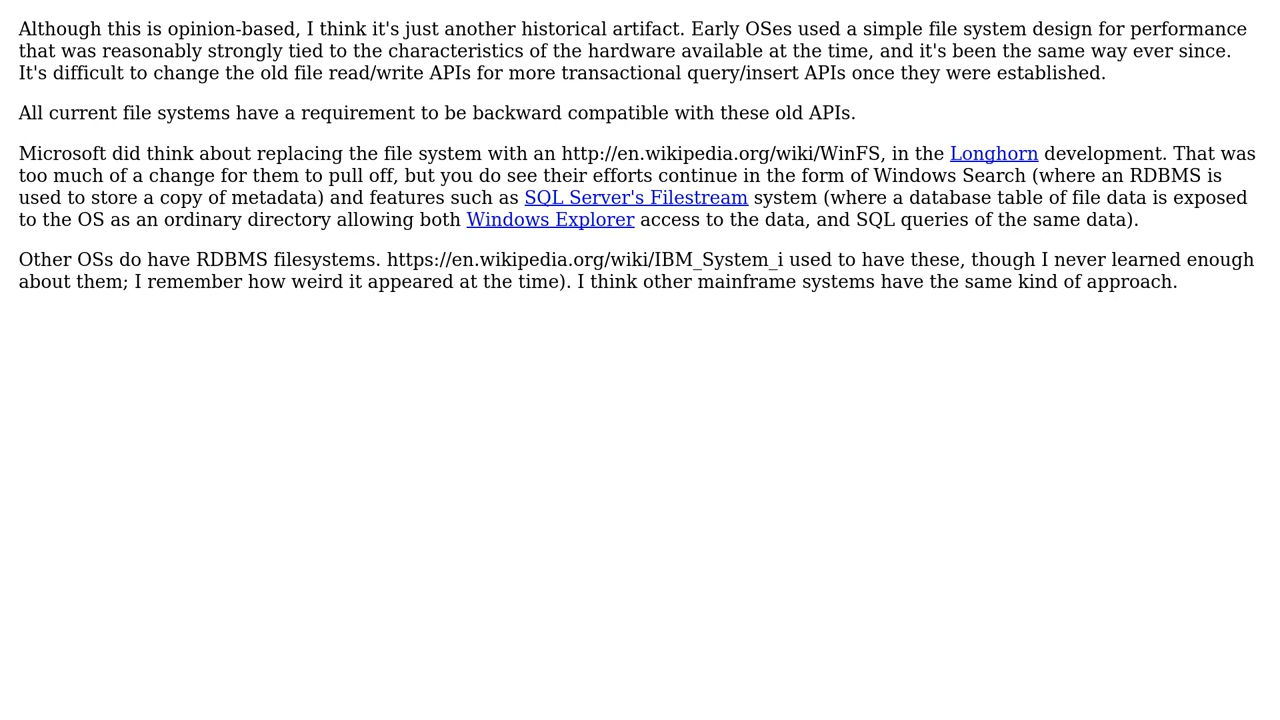 Although this is opinion-based, I think it's just another historical artifact. Early OSes used a simple file system design for performance
that was reasonably strongly tied to the characteristics of the hardware available at the time, and it's been the same way ever since.
It's difficult to change the old file read/write APIs for more transactional query/insert APIs once they were established.
All current file systems have a requirement to be backward compatible with these old APIs.
Microsoft did think about replacing the file system with an http://en.wikipedia.org/wiki/WinFS, in the Longhorn development. That was
too much of a change for them to pull off, but you do see their efforts continue in the form of Windows Search (where an RDBMS is
used to store a copy of metadata) and features such as SQL Server's Filestream system (where a database table of file data is exposed
to the OS as an ordinary directory allowing both Windows Explorer access to the data, and SQL queries of the same data).
Other OSs do have RDBMS filesystems. https://en.wikipedia.org/wiki/IBM_System_i used to have these, though I never learned enough
about them; I remember how weird it appeared at the time). I think other mainframe systems have the same kind of approach.